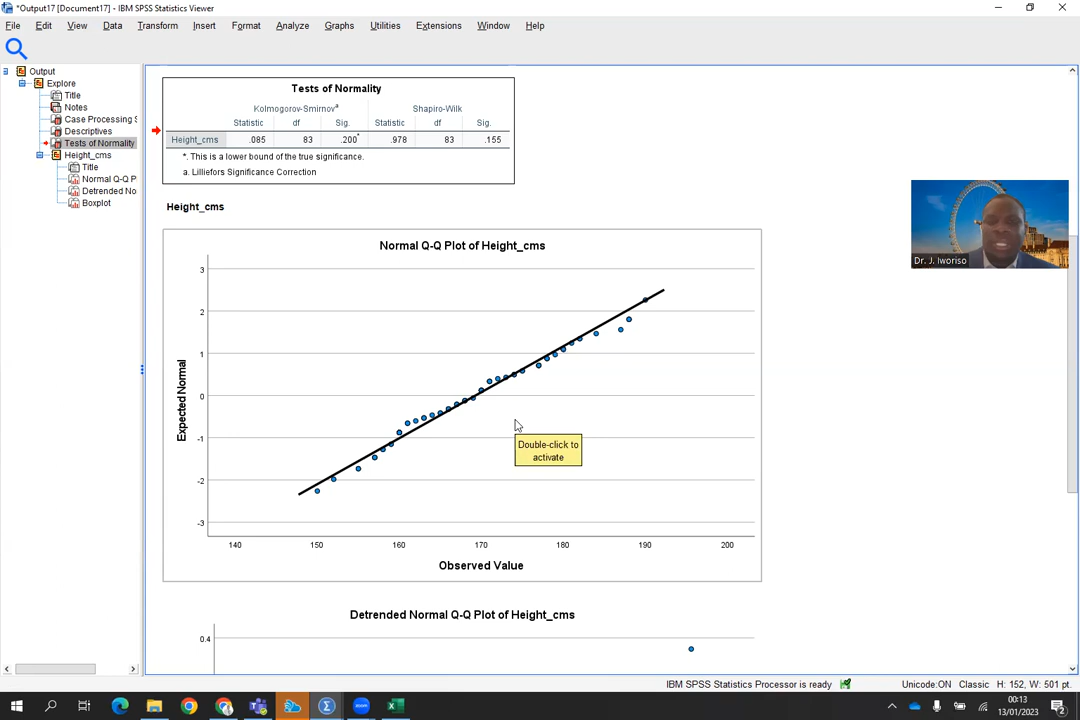 *Output17 [Document17] - IBM SPSS Statistics Viewer
File Edit View Data Transform Insert Format Analyze Graphs Utilities Extensions Window Help
Output
Explore
Title
Notes
Case Processing S
Descriptives
Tests of Normality
Height_cms
Title
Normal Q-Q P
Detrended No
Boxplot
Tests of Normality
Kolmogorov-Smirnovᵃ Shapiro-Wilk
Statistic df Sig. Statistic df Sig.
Height_cms .085 83 .200* .978 83 .155
*. This is a lower bound of the true significance.
a. Lilliefors Significance Correction
Height_cms
Normal Q-Q Plot of Height_cms
Expected Normal
3
2
1
0
-1
-2
-3
140 150 160 170 180 190 200
Observed Value
Double-click to
activate
Detrended Normal Q-Q Plot of Height_cms
0.4
Dr. J. Iworiso
IBM SPSS Statistics Processor is ready Unicode:ON Classic H: 152, W: 501 pt.
00:13
13/01/2023
2